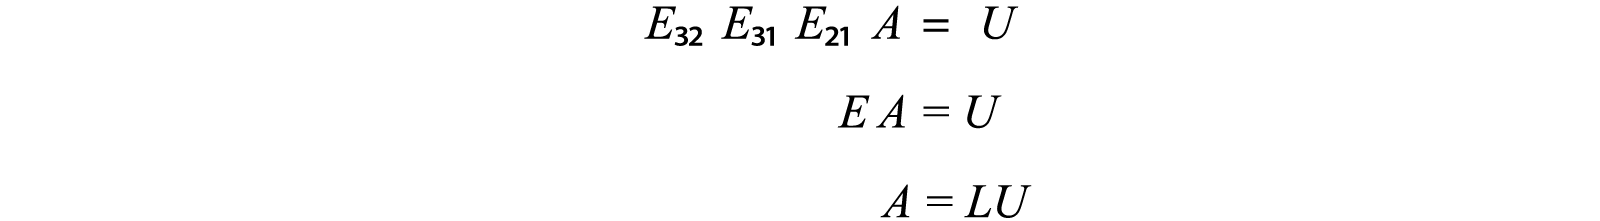 E₃₂ E₃₁ E₂₁ A = U
E A = U
A = LU